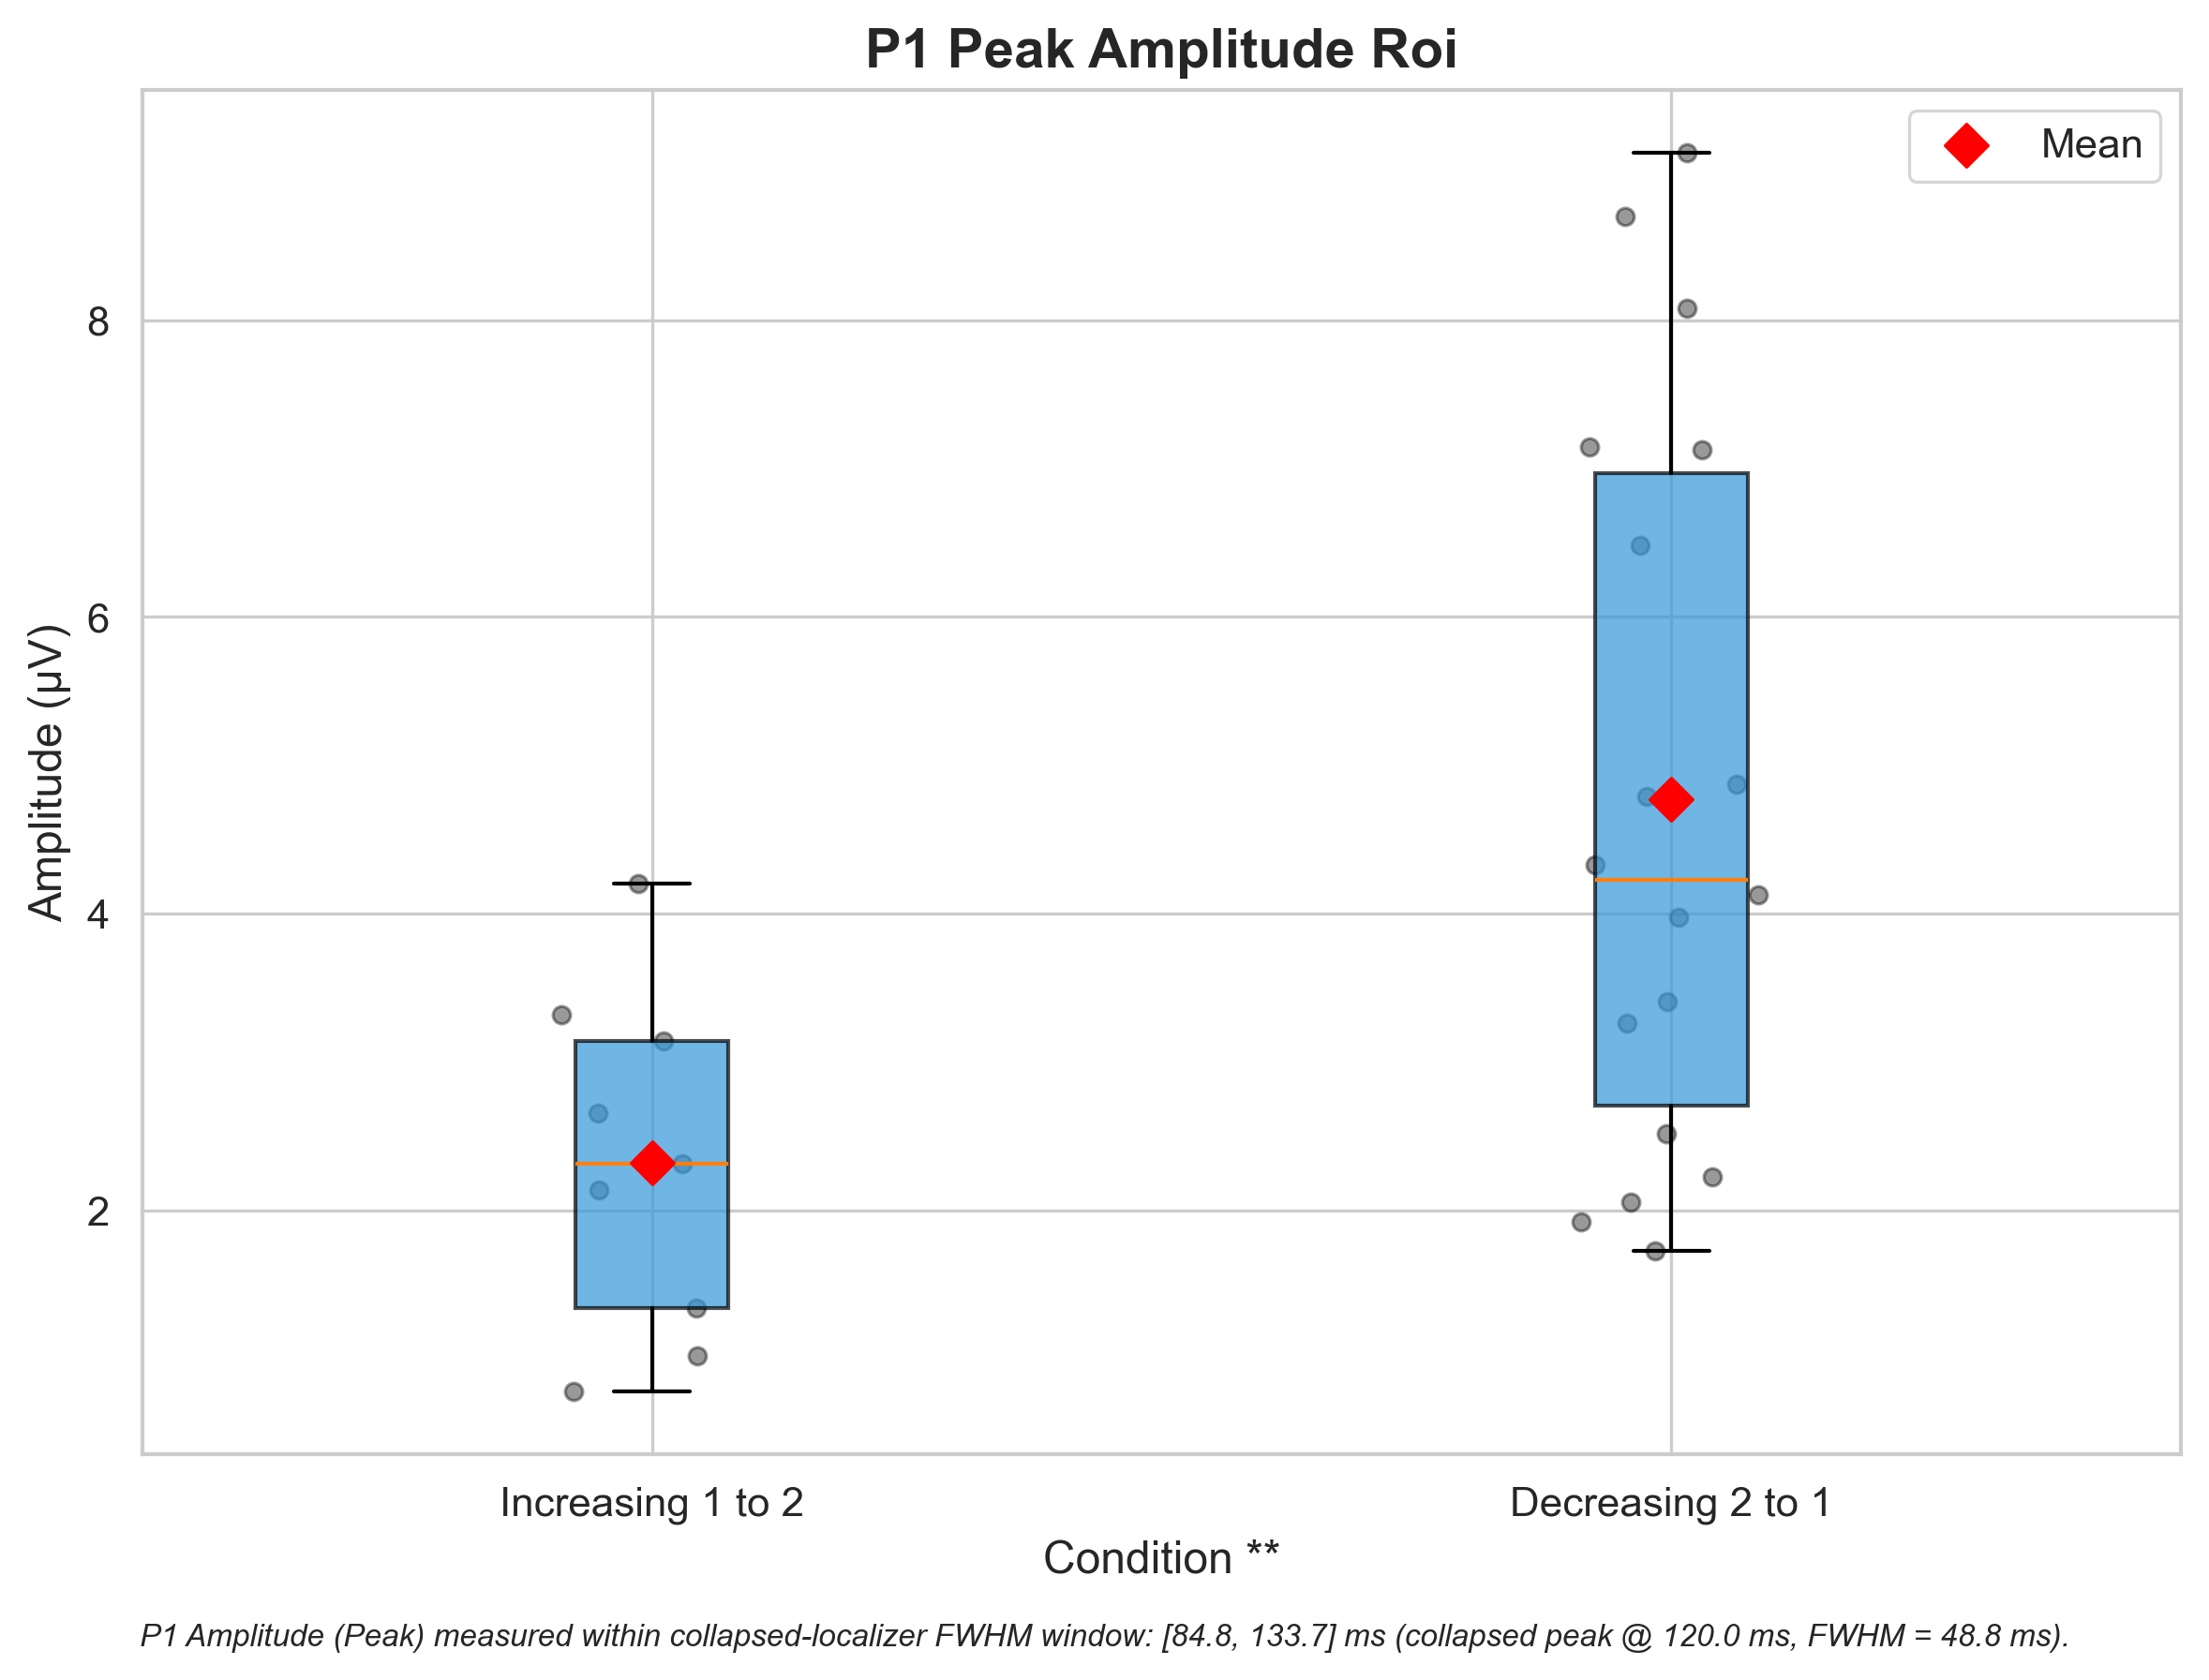 P1 Peak Amplitude Roi
Mean
8
6
4
2
Amplitude (µV)
Increasing 1 to 2
Decreasing 2 to 1
Condition **
P1 Amplitude (Peak) measured within collapsed-localizer FWHM window: [84.8, 133.7] ms (collapsed peak @ 120.0 ms, FWHM = 48.8 ms).